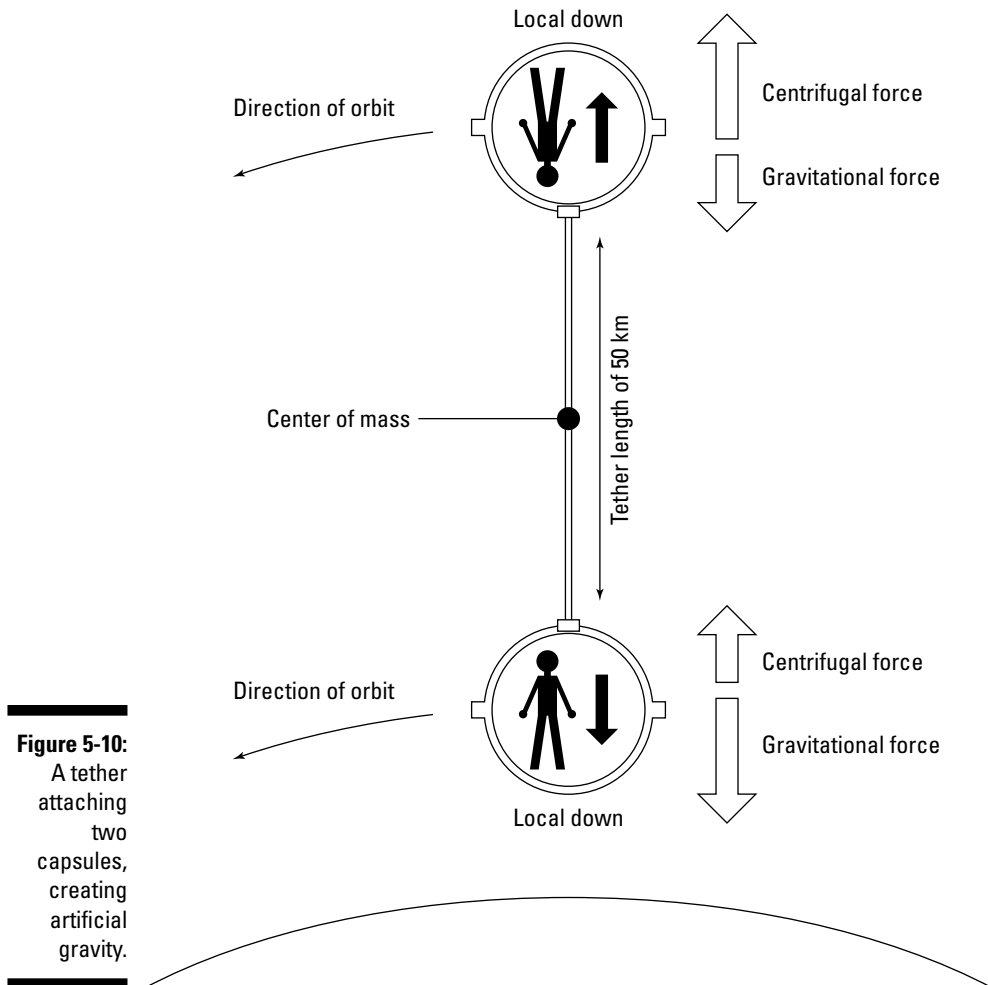 Local down
Direction of orbit
Centrifugal force
Gravitational force
Tether length of 50 km
Center of mass
Direction of orbit
Centrifugal force
Gravitational force
Local down
Figure 5-10:
A tether
attaching
two
capsules,
creating
artificial
gravity.